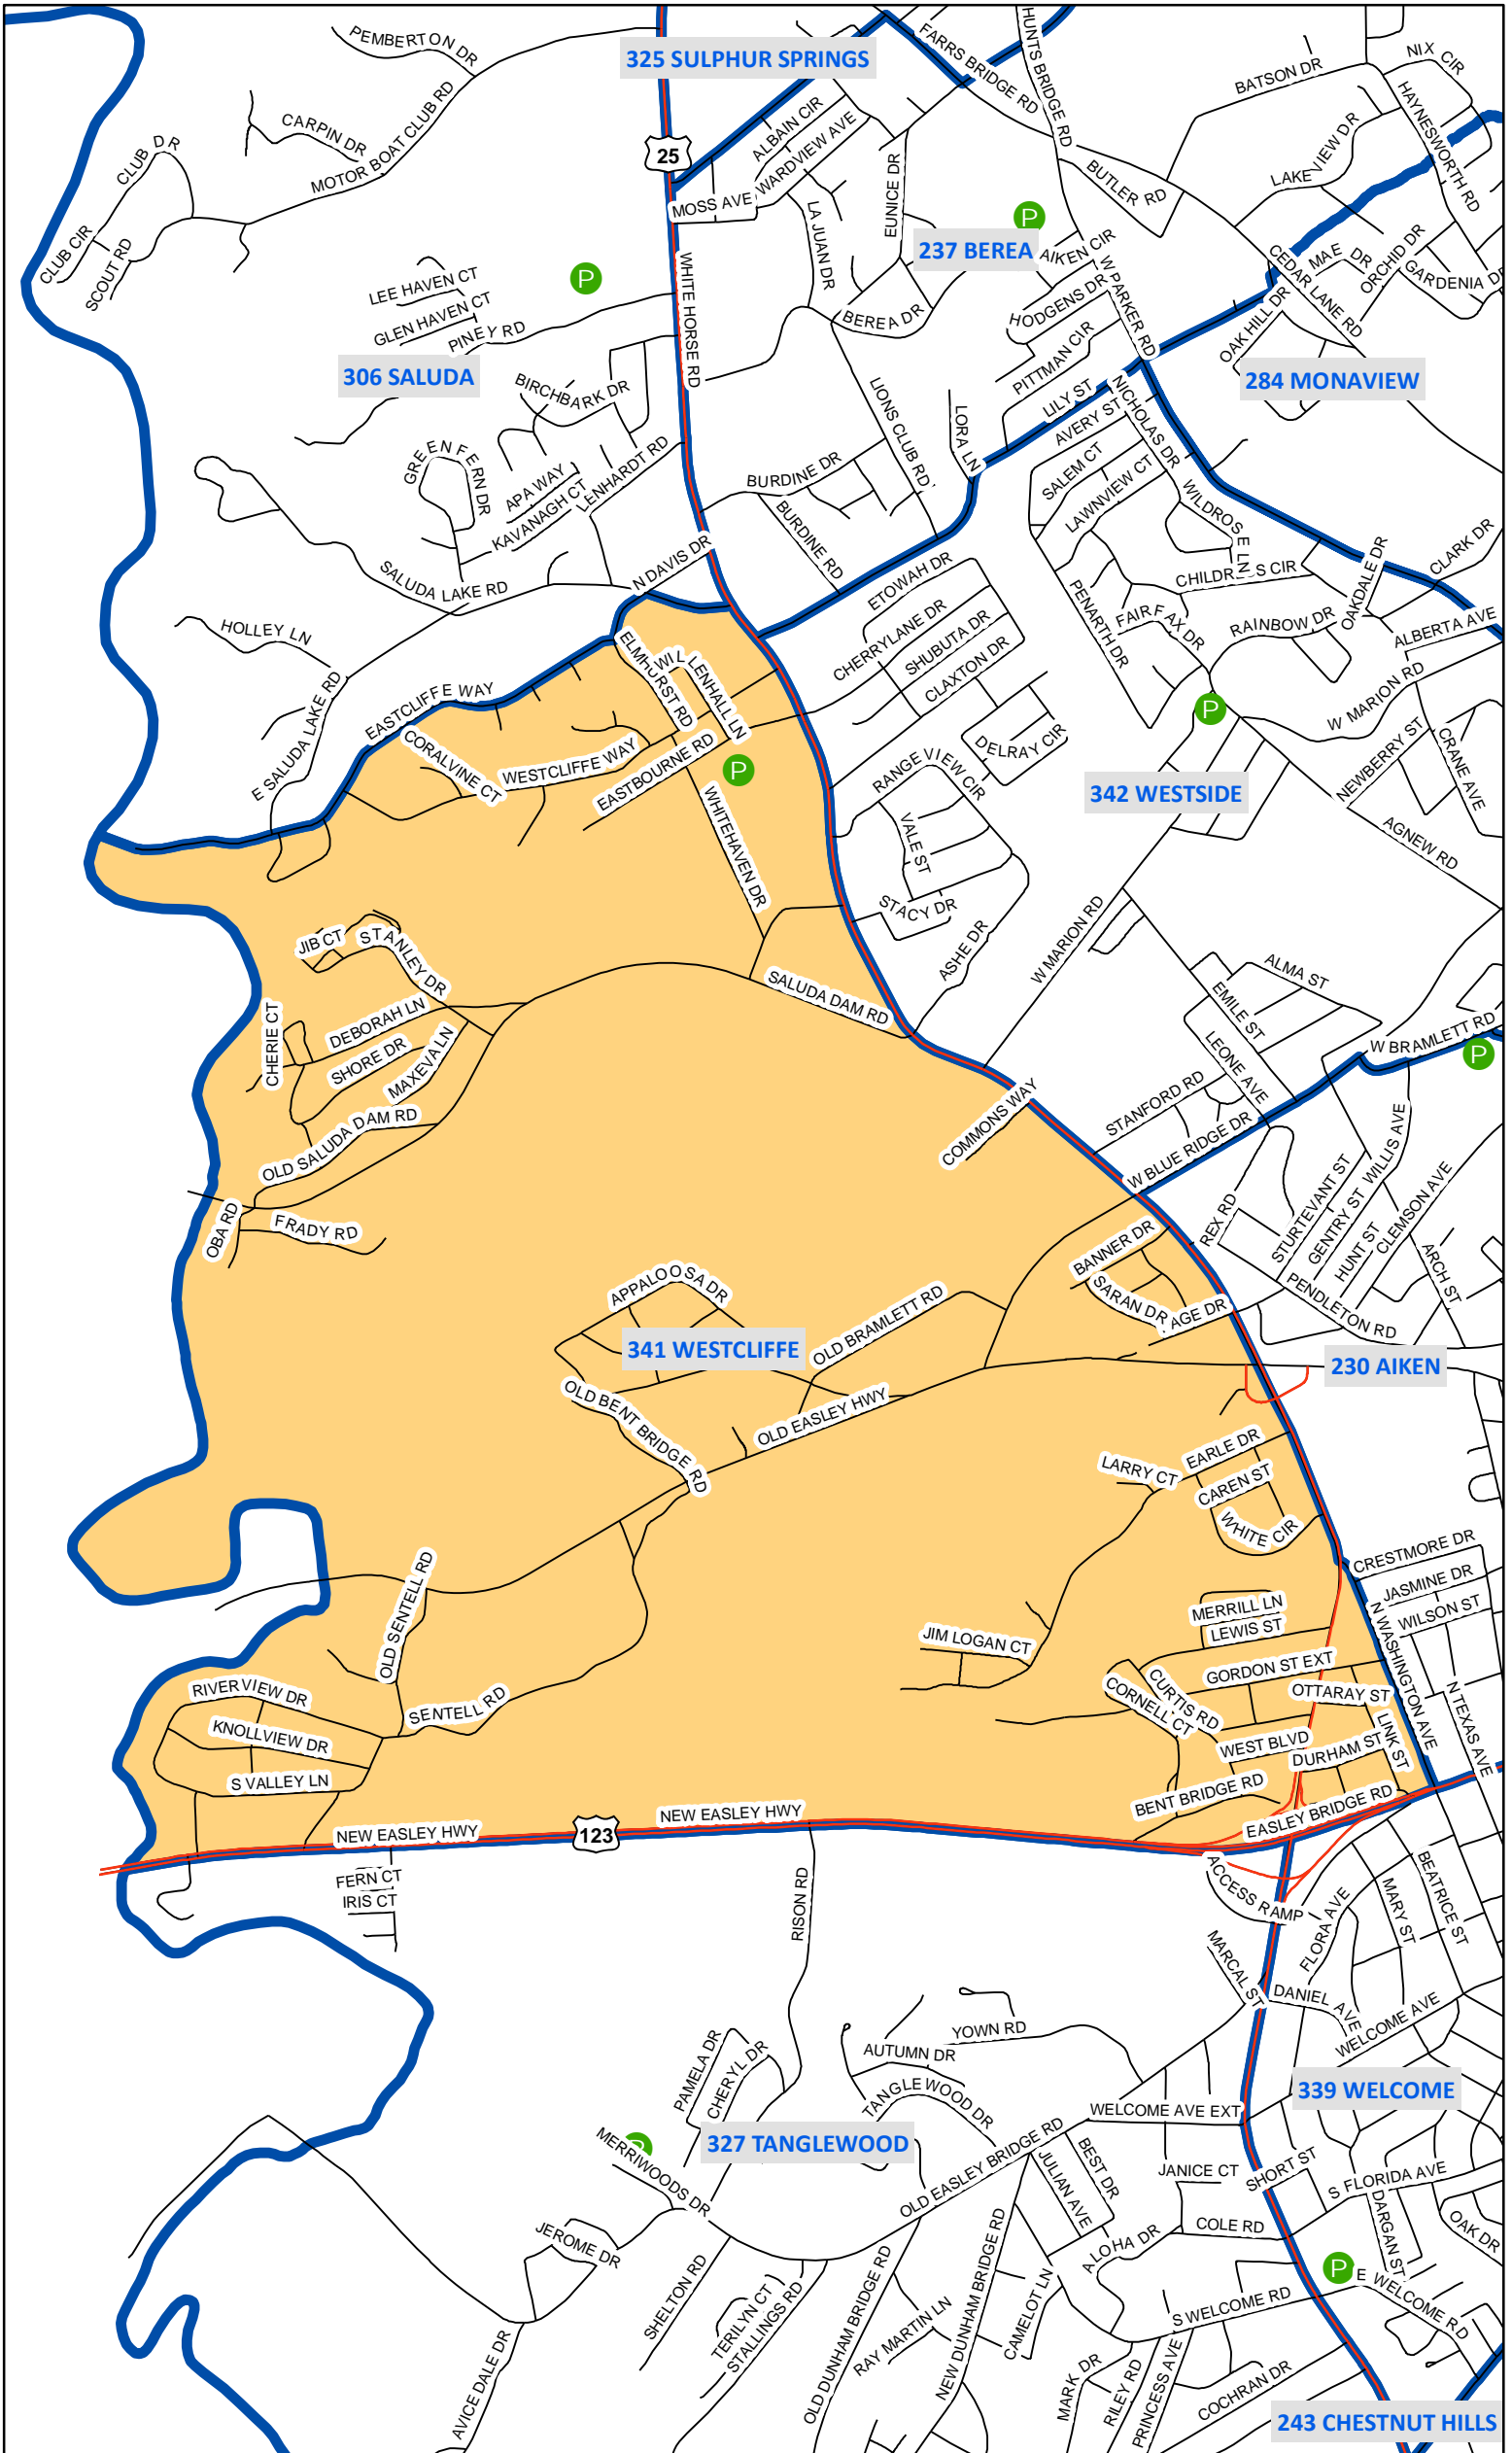 PEMBERTON DR
325 SULPHUR SPRINGS
FARRS BRIDGE RD
HUNTS BRIDGE RD
BATSON DR
NIX CIR
HAYNESWORTH RD
CARPIN DR
CLUB DR
MOTOR BOAT CLUB RD
25
ALBAIN CIR
WARDVIEW AVE
MOSS AVE
LA JUAN DR
EUNICE DR
BUTLER RD
LAKE VIEW DR
CLUB CIR
SCOUT RD
P
237 BEREA
AIKEN CIR
W PARKER RD
CEDAR LANE RD
MAE DR
ORCHID DR
GARDENIA D
LEE HAVEN CT
GLEN HAVEN CT
PINEY RD
P
WHITE HORSE RD
BEREA DR
HODGENS DR
PITTMAN CIR
OAK HILL DR
306 SALUDA
284 MONAVIEW
BIRCHBARK DR
LIONS CLUB RD
LORA LN
LILY ST
AVERY ST
NICHOLAS DR
GREEN FERN DR
APA WAY
KAVANAGH CT
LENHARDT RD
BURDINE DR
BURDINE RD
SALEM CT
LAWNVIEW CT
WILDROSE LN
SALUDA LAKE RD
N DAVIS DR
ETOWAH DR
PENARTH DR
CHILDRESS CIR
OAKDALE DR
CLARK DR
HOLLEY LN
CHERRYLANE DR
SHUBUTA DR
CLAXTON DR
FAIRFAX DR
RAINBOW DR
ALBERTA AVE
ELMHURST RD
WIL
LENHALL LN
E SALUDA LAKE RD
EASTCLIFFE WAY
CORALVINE CT
WESTCLIFFE WAY
EASTBOURNE RD
P
WHITEHAVEN DR
RANGE VIEW CIR
DELRAY CIR
P
W MARION RD
NEWBERRY ST
CRANE AVE
342 WESTSIDE
AGNEW RD
VALE ST
STACY DR
ASHE DR
W MARION RD
JIB CT
STANLEY DR
SALUDA DAM RD
ALMA ST
EMILE ST
CHERIE CT
DEBORAH LN
SHORE DR
MAXEVA LN
LEONE AVE
W BRAMLETT RD
P
OLD SALUDA DAM RD
COMMONS WAY
STANFORD RD
W BLUE RIDGE DR
OBA RD
FRADY RD
REX RD
STURTEVANT ST
GENTRY ST
WILLIS AVE
HUNT ST
CLEMSON AVE
ARCH ST
BANNER DR
SARAN DR
AGE DR
PENDLETON RD
APPALOOSA DR
341 WESTCLIFFE
OLD BRAMLETT RD
230 AIKEN
OLD BENT BRIDGE RD
OLD EASLEY HWY
LARRY CT
EARLE DR
CAREN ST
WHITE CIR
CRESTMORE DR
JASMINE DR
WILSON ST
OLD SENTELL RD
MERRILL LN
LEWIS ST
N WASHINGTON AVE
JIM LOGAN CT
GORDON ST EXT
N TEXAS AVE
RIVERVIEW DR
SENTELL RD
CURTIS RD
CORNELL CT
OTTARAY ST
LINK ST
KNOLLVIEW DR
WEST BLVD
DURHAM ST
S VALLEY LN
BENT BRIDGE RD
EASLEY BRIDGE RD
NEW EASLEY HWY
123
NEW EASLEY HWY
FERN CT
IRIS CT
RISON RD
ACCESS RAMP
FLORA AVE
MARY ST
BEATRICE ST
MARCAL ST
DANIEL AVE
WELCOME AVE
YOWN RD
AUTUMN DR
PAMELA DR
CHERYL DR
TANGLEWOOD DR
339 WELCOME
WELCOME AVE EXT
P
MERRIWOODS DR
327 TANGLEWOOD
OLD EASLEY BRIDGE RD
JULIAN AVE
BEST DR
JANICE CT
SHORT ST
S FLORIDA AVE
JEROME DR
COLE RD
ALOHA DR
DARGAN ST
OAK DR
P
E WELCOME RD
SHELTON RD
TERILYN CT
STALLINGS RD
OLD DUNHAM BRIDGE RD
RAY MARTIN LN
NEW DUNHAM BRIDGE RD
CAMELOT LN
S WELCOME RD
AVICE DALE DR
MARK DR
RILEY RD
PRINCESS AVE
COCHRAN DR
243 CHESTNUT HILLS